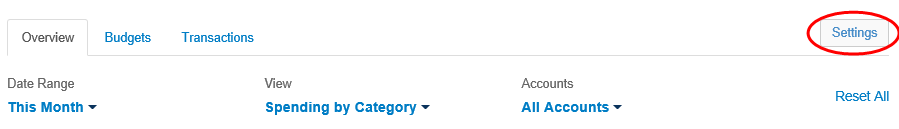 Overview Budgets Transactions Settings
Date Range View Accounts
This Month Spending by Category All Accounts Reset All